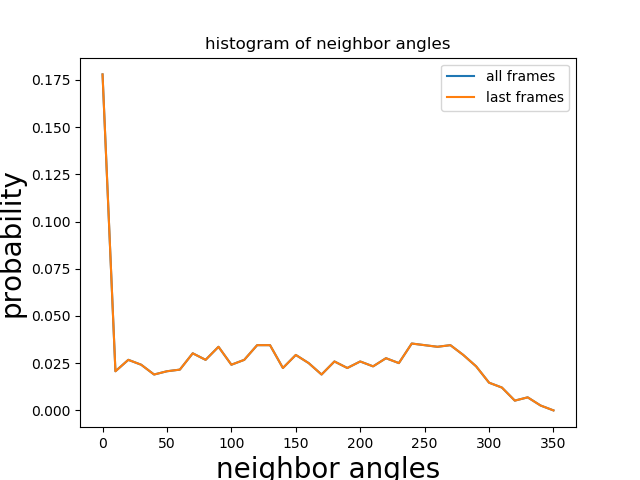 histogram of neighbor angles
all frames
last frames
0.175
0.150
0.125
0.100
0.075
0.050
0.025
0.000
probability
0 50 100 150 200 250 300 350
neighbor angles